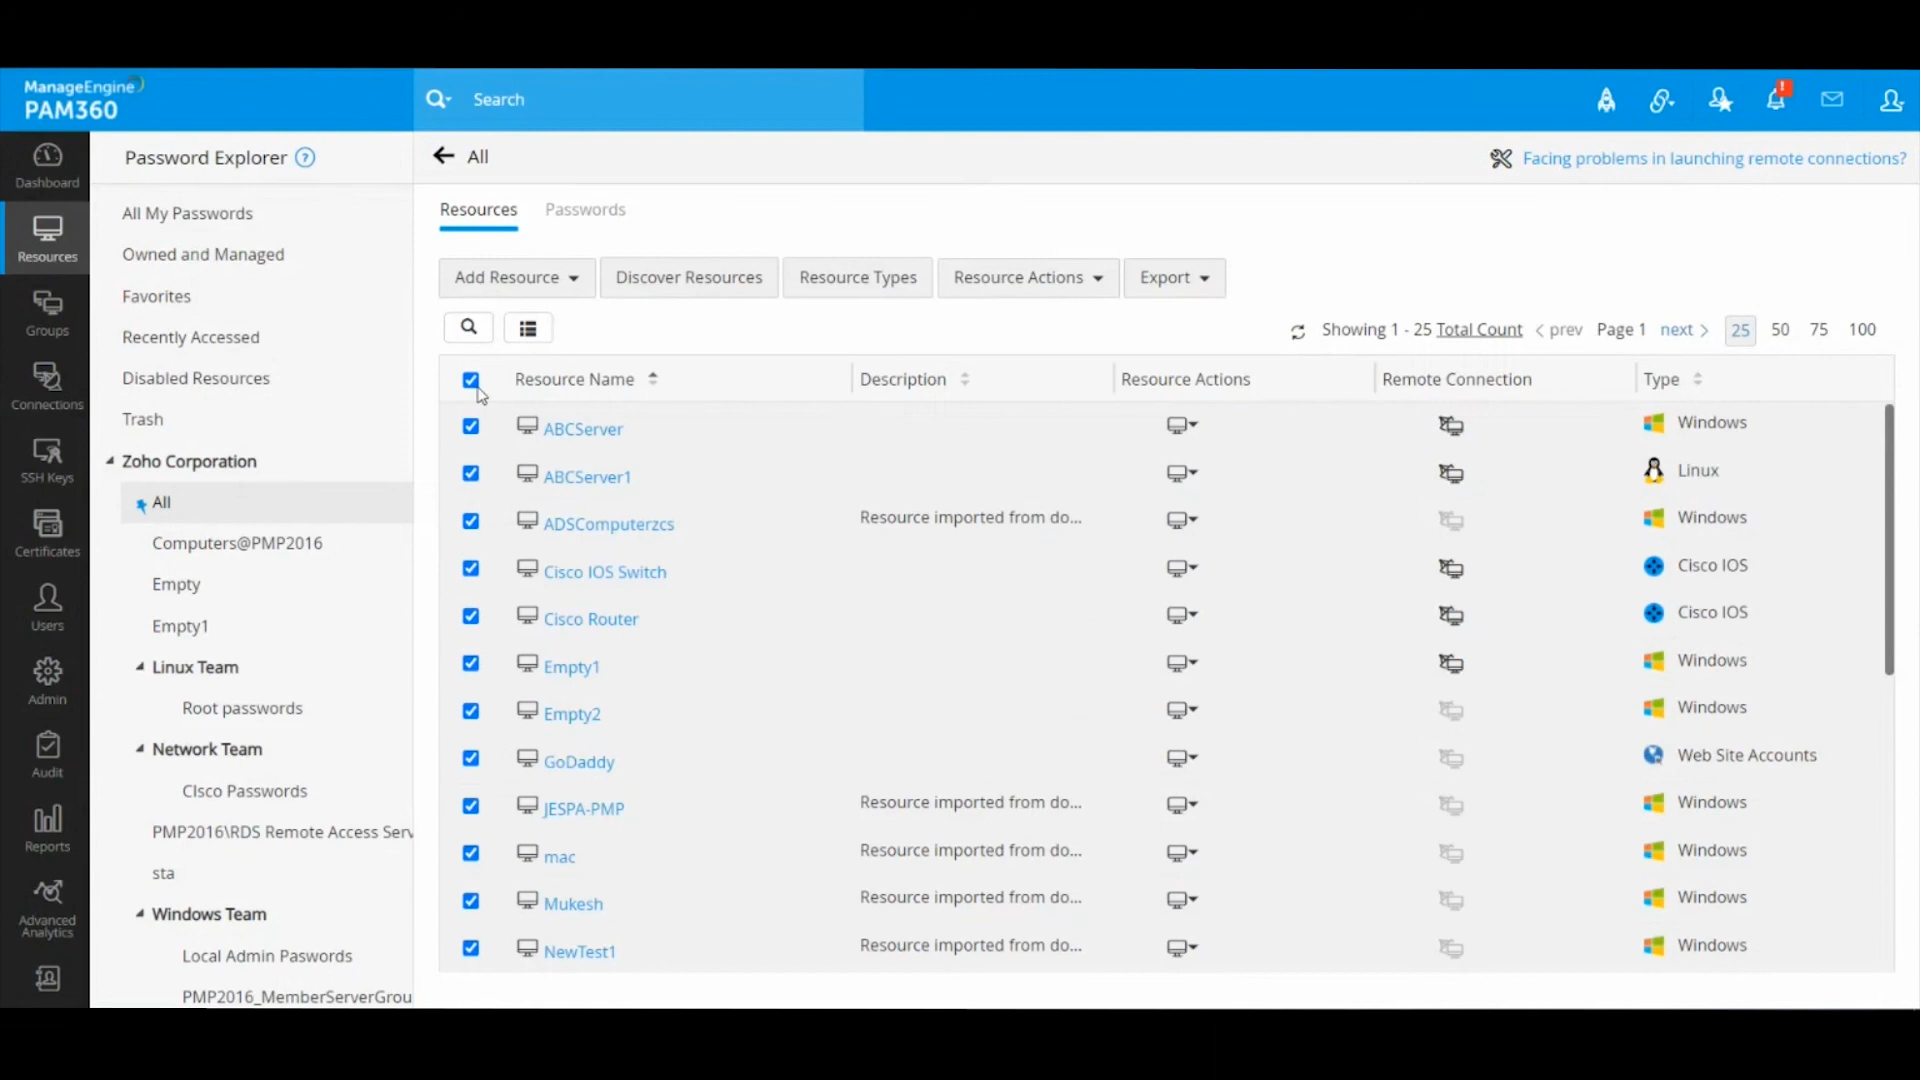 ManageEngine
PAM360
Search
!
Dashboard
Resources
Groups
Connections
SSH Keys
Certificates
Users
Admin
Audit
Reports
Advanced
Analytics
Password Explorer ?
All My Passwords
Owned and Managed
Favorites
Recently Accessed
Disabled Resources
Trash
Zoho Corporation
All
Computers@PMP2016
Empty
Empty1
Linux Team
Root passwords
Network Team
CIsco Passwords
PMP2016\RDS Remote Access Serv
sta
Windows Team
Local Admin Paswords
PMP2016_MemberServerGrou
All
Facing problems in launching remote connections?
Resources Passwords
Add Resource Discover Resources Resource Types Resource Actions Export
Showing 1 - 25 Total Count < prev Page 1 next > 25 50 75 100
Resource Name Description Resource Actions Remote Connection Type
ABCServer Windows
ABCServer1 Linux
ADSComputerzcs Resource imported from do... Windows
Cisco IOS Switch Cisco IOS
Cisco Router Cisco IOS
Empty1 Windows
Empty2 Windows
GoDaddy Web Site Accounts
JESPA-PMP Resource imported from do... Windows
mac Resource imported from do... Windows
Mukesh Resource imported from do... Windows
NewTest1 Resource imported from do... Windows